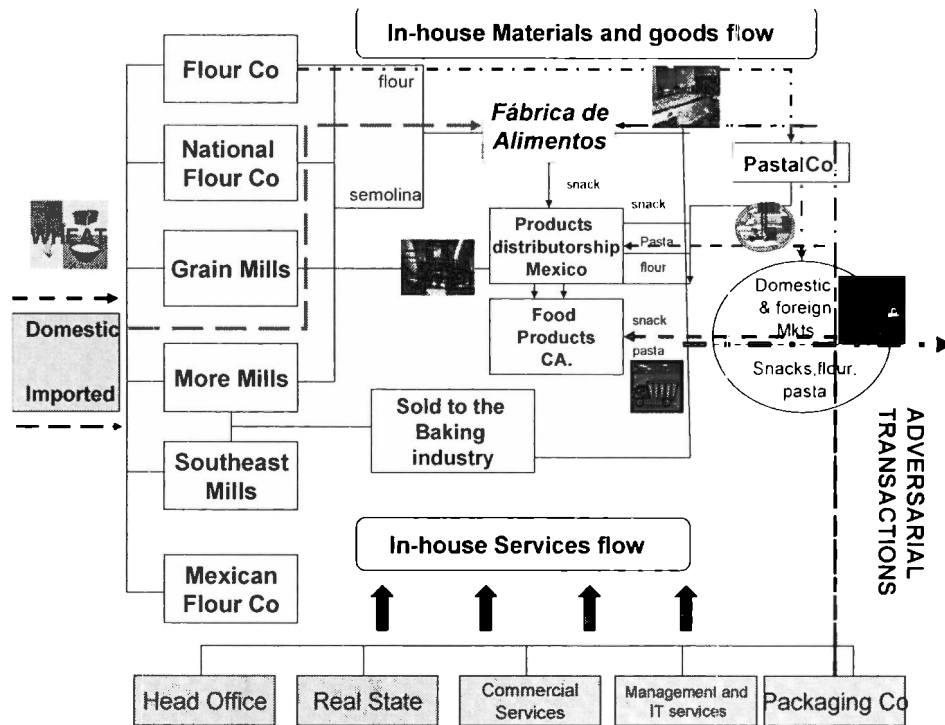 In-house Materials and goods flow
Flour Co
flour
Fábrica de
Alimentos
National
Flour Co
Pastal Co
semolina
snack
snack
WHEAT
Products
distributorship
Mexico
Pasta
flour
Grain Mills
Domestic
& foreign
Mkts
Domestic
Food
Products
CA.
snack
pasta
Snacks, flour.
pasta
Imported
More Mills
Sold to the
Baking
industry
Southeast
Mills
ADVERSARIAL
TRANSACTIONS
In-house Services flow
Mexican
Flour Co
Head Office
Real State
Commercial
Services
Management and
IT services
Packaging Co